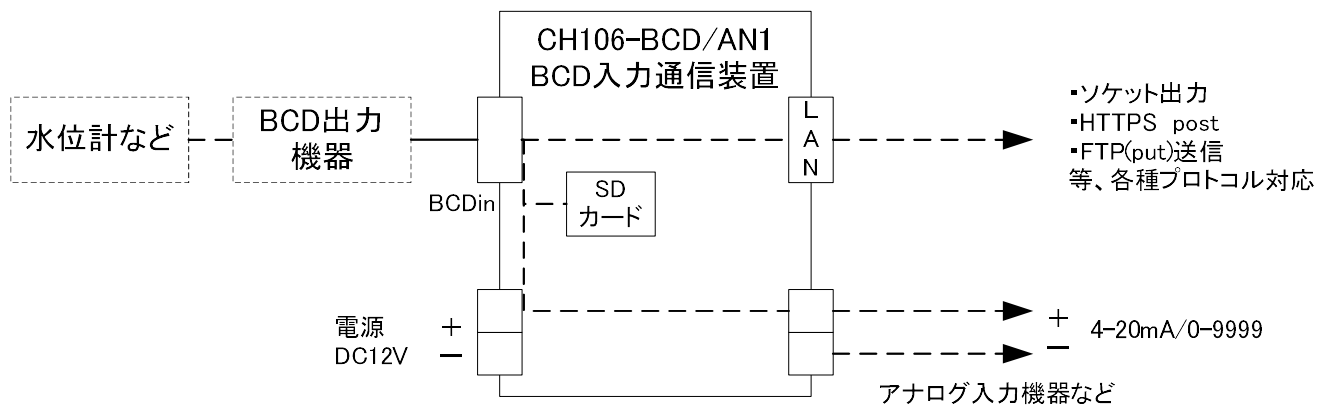 CH106-BCD/AN1
BCD入力通信装置
水位計など
BCD出力
機器
BCDin
SD
カード
LAN
・ソケット出力
・HTTPS post
・FTP(put)送信
等、各種プロトコル対応
電源
DC12V
+
−
+
−
4-20mA/0-9999
アナログ入力機器など